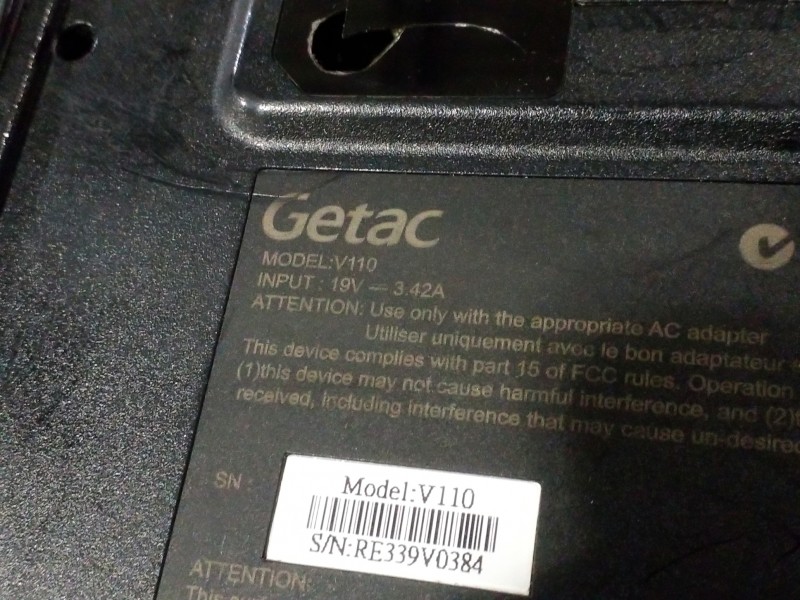 Getac
MODEL:V110
INPUT : 19V ⎓ 3.42A
ATTENTION: Use only with the appropriate AC adapter
Utiliser uniquement avec le bon adaptateur
This device complies with part 15 of FCC rules. Operation
(1)this device may not cause harmful interference, and (2)
received, including interference that may cause un-desired
SN :
Model:V110
S/N:RE339V0384
ATTENTION:
This